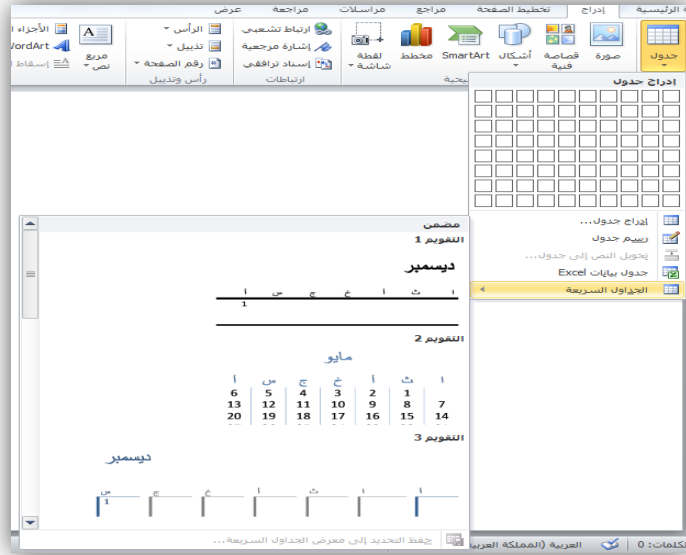 الرئيسية إدراج تخطيط الصفحة مراجع مراسلات مراجعة عرض
جدول
صورة
قصاصة فنية
أشكال
SmartArt
مخطط
لقطة شاشة
ارتباط تشعبي
إشارة مرجعية
إسناد ترافقي
الرأس
تذييل
رقم الصفحة
مربع نص
الأجزاء
WordArt
إسقاط
ارتباطات
رأس وتذييل
إدراج جدول
إدراج جدول...
رسم جدول
تحويل النص إلى جدول...
جدول بيانات Excel
الجداول السريعة
مضمن
التقويم 1
ديسمبر
ا ث أ خ ج س أ
1
التقويم 2
مايو
ا ث أ خ ج س أ
1 2 3 4 5 6
7 8 9 10 11 12 13
14 15 16 17 18 19 20
التقويم 3
ديسمبر
أ ا ث أ خ ج س
1
حفظ التحديد إلى معرض الجداول السريعة...
الكلمات: 0 العربية (المملكة العربية